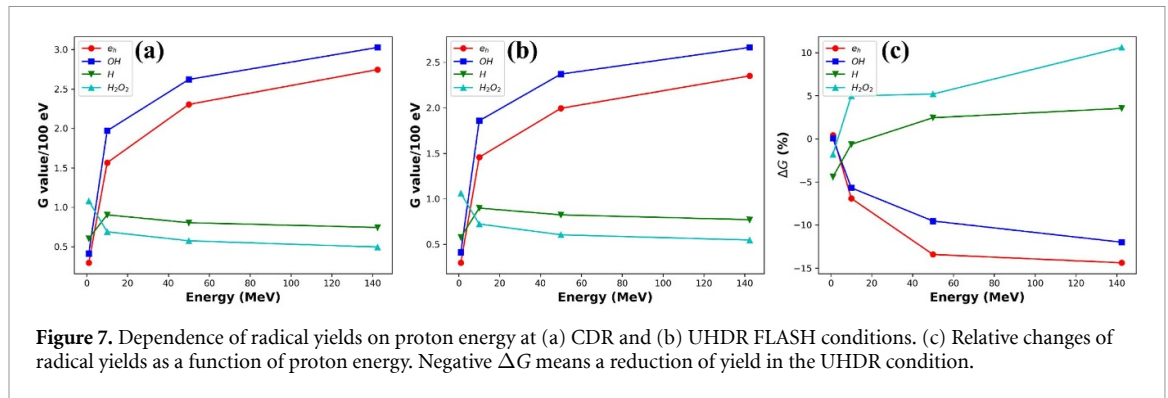 (a)
e_h
OH
H
H₂O₂
G value/100 eV
3.0
2.5
2.0
1.5
1.0
0.5
0 20 40 60 80 100 120 140
Energy (MeV)
(b)
e_h
OH
H
H₂O₂
G value/100 eV
2.5
2.0
1.5
1.0
0.5
0 20 40 60 80 100 120 140
Energy (MeV)
(c)
e_h
OH
H
H₂O₂
ΔG (%)
10
5
0
−5
−10
−15
0 20 40 60 80 100 120 140
Energy (MeV)
Figure 7. Dependence of radical yields on proton energy at (a) CDR and (b) UHDR FLASH conditions. (c) Relative changes of
radical yields as a function of proton energy. Negative ΔG means a reduction of yield in the UHDR condition.